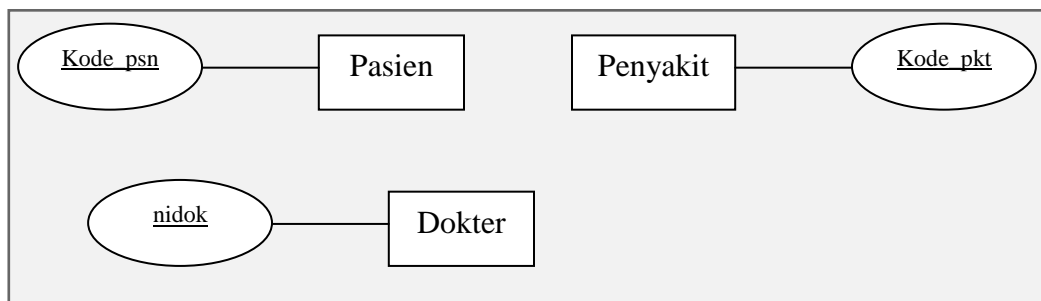 Kode_psn
Pasien
Penyakit
Kode_pkt
nidok
Dokter